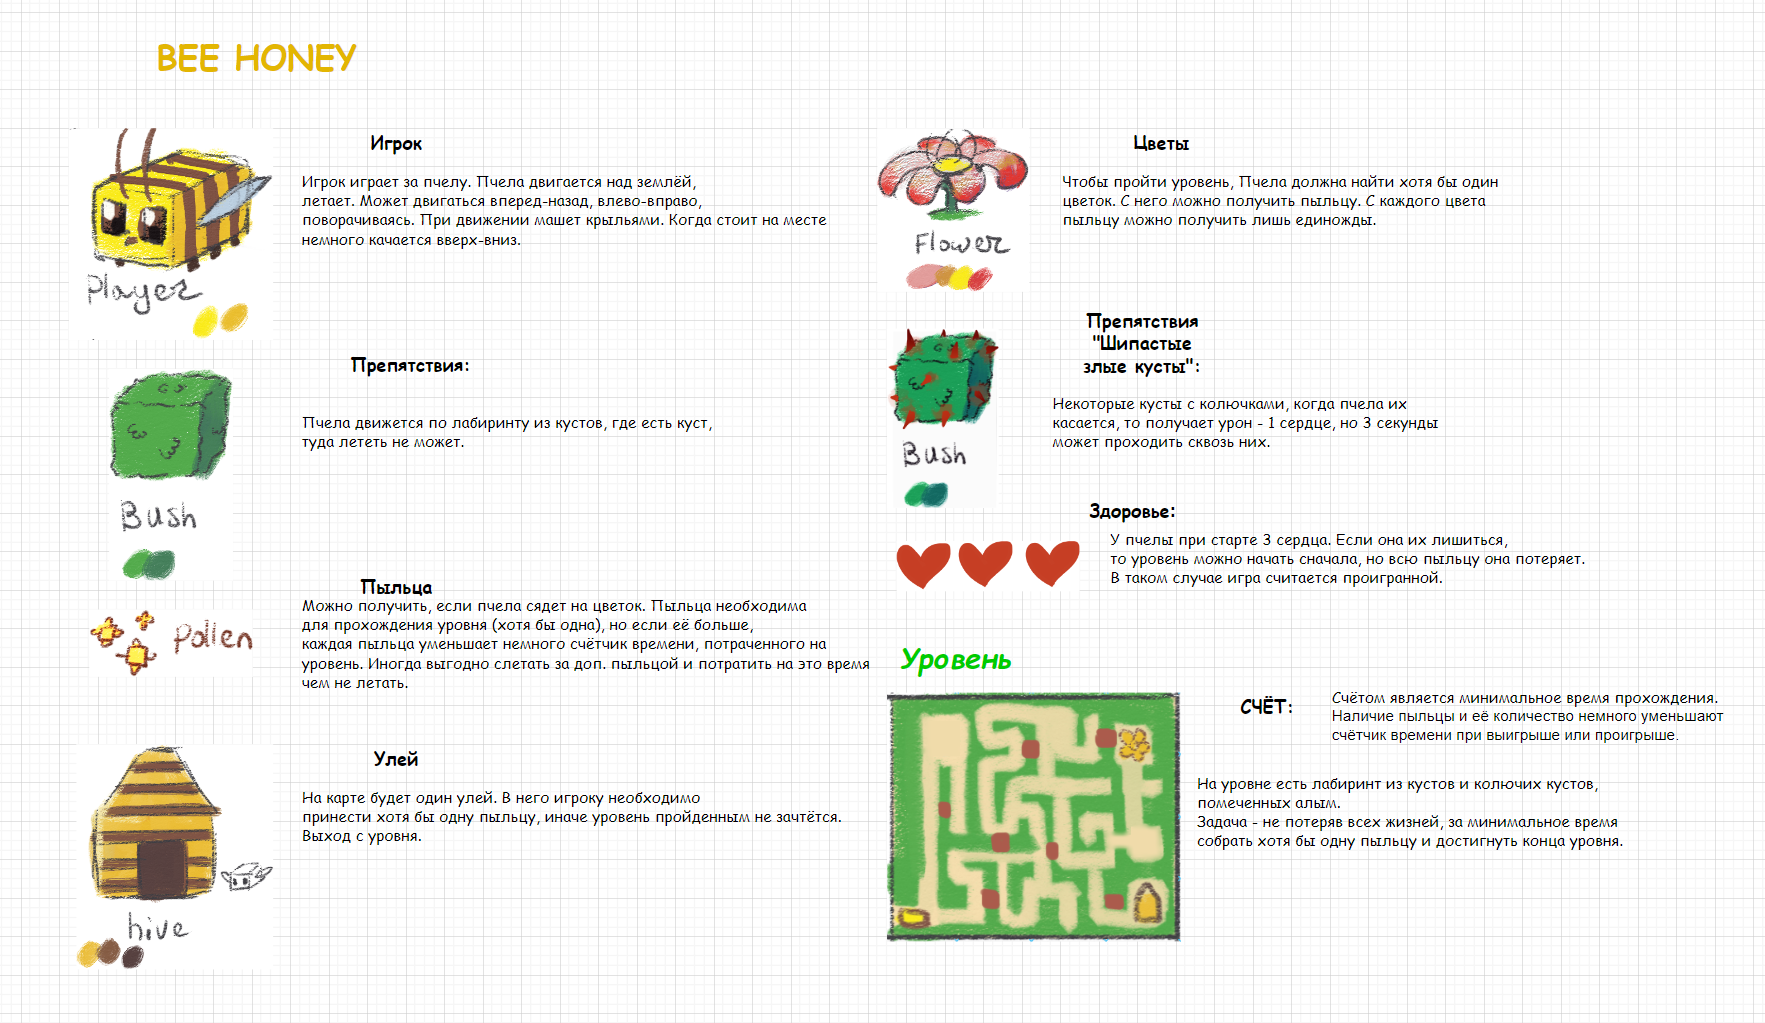 BEE HONEY
Игрок
Игрок играет за пчелу. Пчела двигается над землёй,
летает. Может двигаться вперед-назад, влево-вправо,
поворачиваясь. При движении машет крыльями. Когда стоит на месте
немного качается вверх-вниз.
Player
Препятствия:
Пчела движется по лабиринту из кустов, где есть куст,
туда лететь не может.
Bush
Пыльца
Можно получить, если пчела сядет на цветок. Пыльца необходима
для прохождения уровня (хотя бы одна), но если её больше,
каждая пыльца уменьшает немного счётчик времени, потраченного на
уровень. Иногда выгодно слетать за доп. пыльцой и потратить на это время
чем не летать.
Pollen
Улей
На карте будет один улей. В него игроку необходимо
принести хотя бы одну пыльцу, иначе уровень пройденным не зачтётся.
Выход с уровня.
hive
Цветы
Чтобы пройти уровень, Пчела должна найти хотя бы один
цветок. С него можно получить пыльцу. С каждого цвета
пыльцу можно получить лишь единожды.
Flower
Препятствия
"Шипастые
злые кусты":
Некоторые кусты с колючками, когда пчела их
касается, то получает урон - 1 сердце, но 3 секунды
может проходить сквозь них.
Bush
Здоровье:
У пчелы при старте 3 сердца. Если она их лишиться,
то уровень можно начать сначала, но всю пыльцу она потеряет.
В таком случае игра считается проигранной.
Уровень
СЧЁТ:
Счётом является минимальное время прохождения.
Наличие пыльцы и её количество немного уменьшают
счётчик времени при выигрыше или проигрыше.
На уровне есть лабиринт из кустов и колючих кустов,
помеченных алым.
Задача - не потеряв всех жизней, за минимальное время
собрать хотя бы одну пыльцу и достигнуть конца уровня.